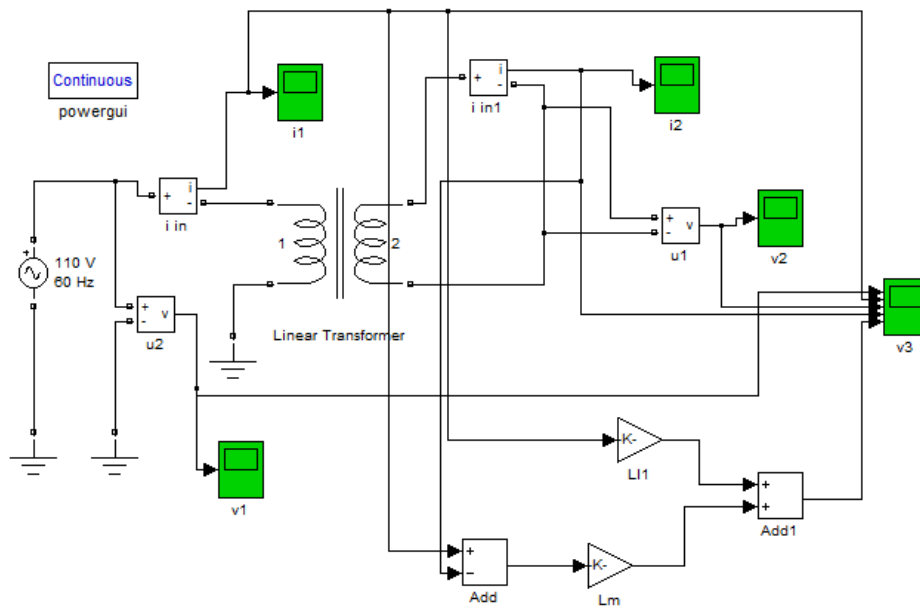 Continuous
powergui
i1
+ i -
i in
+ i -
i in1
i2
110 V
60 Hz
+
1
2
Linear Transformer
+ - v
u2
+ - v
u1
v2
v3
v1
K-
Ll1
+
+
Add1
+
−
Add
K-
Lm